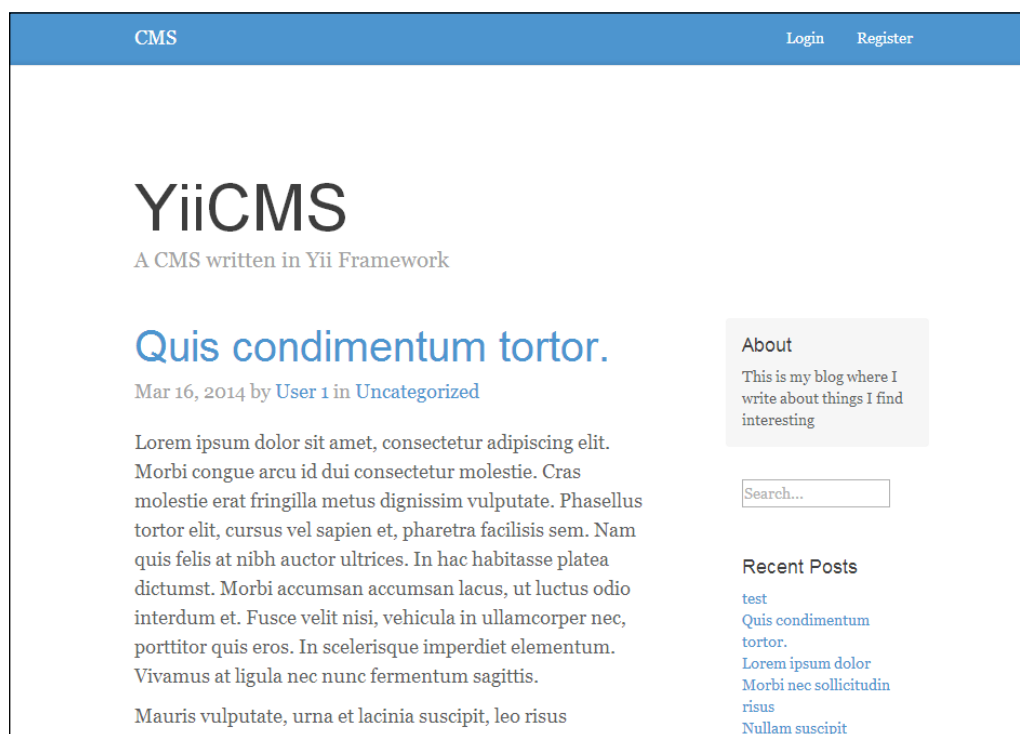 CMS
Login
Register
YiiCMS
A CMS written in Yii Framework
Quis condimentum tortor.
Mar 16, 2014 by User 1 in Uncategorized
Lorem ipsum dolor sit amet, consectetur adipiscing elit.
Morbi congue arcu id dui consectetur molestie. Cras
molestie erat fringilla metus dignissim vulputate. Phasellus
tortor elit, cursus vel sapien et, pharetra facilisis sem. Nam
quis felis at nibh auctor ultrices. In hac habitasse platea
dictumst. Morbi accumsan accumsan lacus, ut luctus odio
interdum et. Fusce velit nisi, vehicula in ullamcorper nec,
porttitor quis eros. In scelerisque imperdiet elementum.
Vivamus at ligula nec nunc fermentum sagittis.
Mauris vulputate, urna et lacinia suscipit, leo risus
About
This is my blog where I
write about things I find
interesting
Search...
Recent Posts
test
Quis condimentum
tortor.
Lorem ipsum dolor
Morbi nec sollicitudin
risus
Nullam suscipit